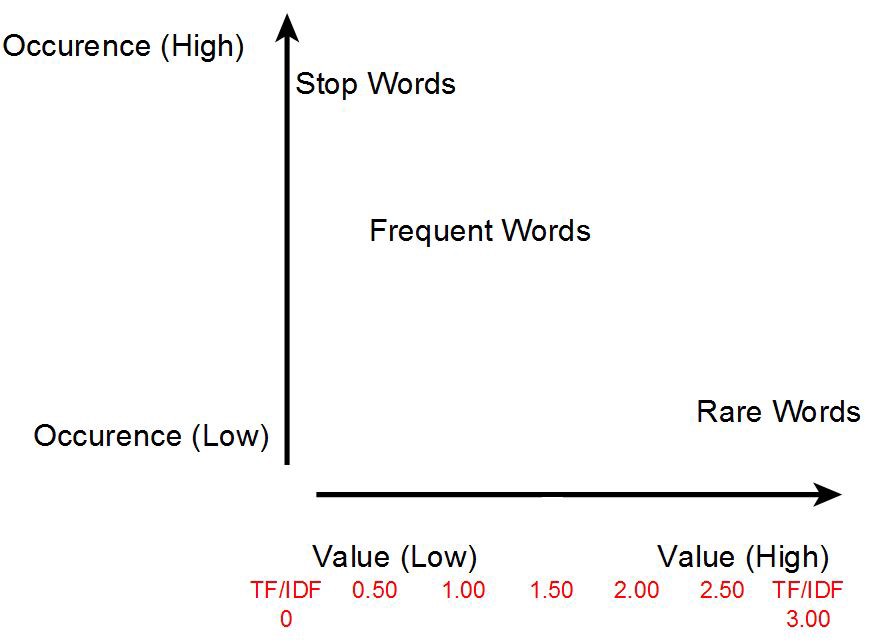 Occurence (High)
Stop Words
Frequent Words
Rare Words
Occurence (Low)
Value (Low) Value (High)
TF/IDF 0.50 1.00 1.50 2.00 2.50 TF/IDF
0 3.00